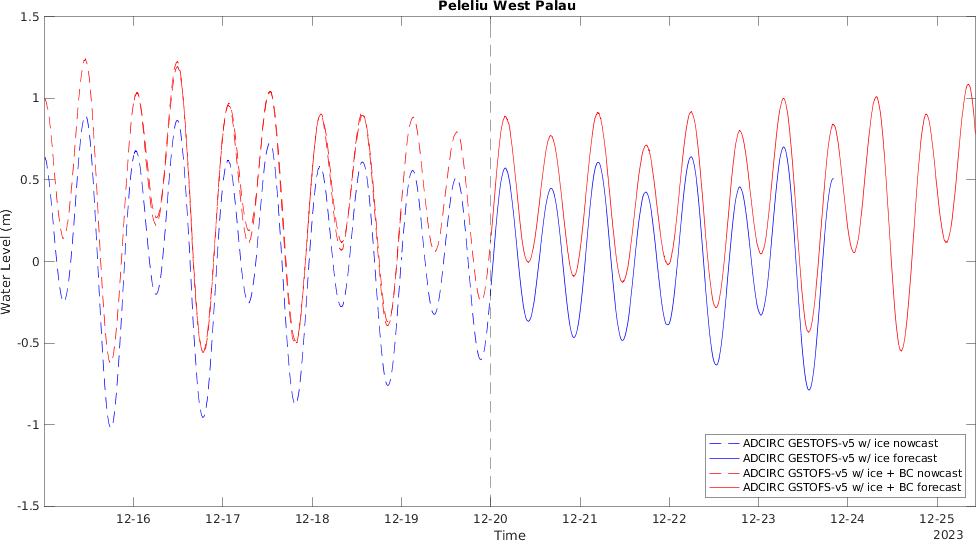 Peleliu West Palau
1.5
1
0.5
0
-0.5
-1
-1.5
Water Level (m)
ADCIRC GESTOFS-v5 w/ ice nowcast
ADCIRC GESTOFS-v5 w/ ice forecast
ADCIRC GSTOFS-v5 w/ ice + BC nowcast
ADCIRC GSTOFS-v5 w/ ice + BC forecast
12-16 12-17 12-18 12-19 12-20 12-21 12-22 12-23 12-24 12-25
Time
2023